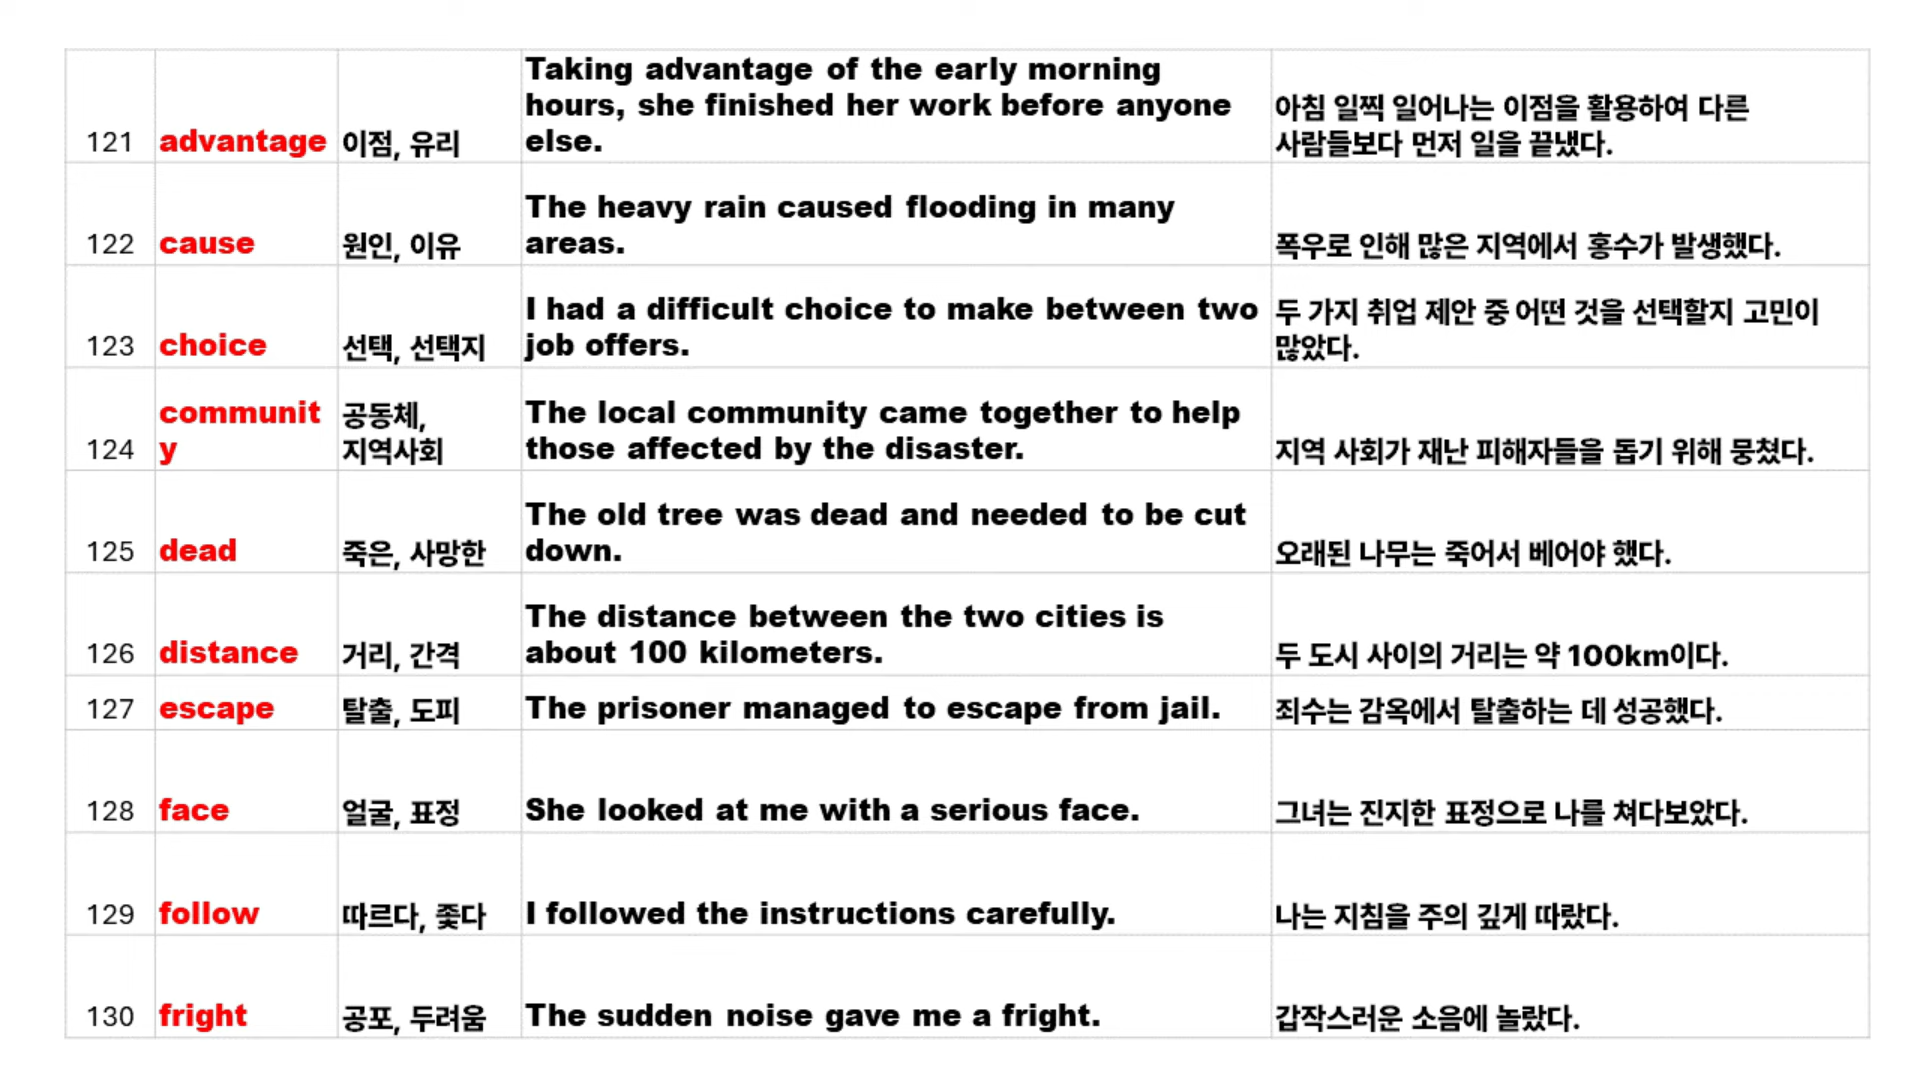 Taking advantage of the early morning
hours, she finished her work before anyone
아침 일찍 일어나는 이점을 활용하여 다른
121 advantage 이점, 유리 else. 사람들보다 먼저 일을 끝냈다.
The heavy rain caused flooding in many
122 cause 원인, 이유 areas. 폭우로 인해 많은 지역에서 홍수가 발생했다.
I had a difficult choice to make between two 두 가지 취업 제안 중 어떤 것을 선택할지 고민이
123 choice 선택, 선택지 job offers. 많았다.
communit 공동체, The local community came together to help
124 y 지역사회 those affected by the disaster. 지역 사회가 재난 피해자들을 돕기 위해 뭉쳤다.
The old tree was dead and needed to be cut
125 dead 죽은, 사망한 down. 오래된 나무는 죽어서 베어야 했다.
The distance between the two cities is
126 distance 거리, 간격 about 100 kilometers. 두 도시 사이의 거리는 약 100km이다.
127 escape 탈출, 도피 The prisoner managed to escape from jail. 죄수는 감옥에서 탈출하는 데 성공했다.
128 face 얼굴, 표정 She looked at me with a serious face. 그녀는 진지한 표정으로 나를 쳐다보았다.
129 follow 따르다, 좇다 I followed the instructions carefully. 나는 지침을 주의 깊게 따랐다.
130 fright 공포, 두려움 The sudden noise gave me a fright. 갑작스러운 소음에 놀랐다.